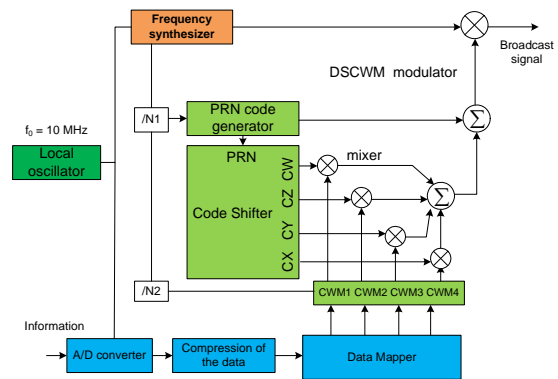 Frequency
synthesizer
Broadcast
signal
DSCWM modulator
/N1
PRN code
generator
Σ
f₀ = 10 MHz
Local
oscillator
PRN
Code Shifter
CW
CZ
CY
CX
mixer
Σ
/N2
CWM1 CWM2 CWM3 CWM4
Information
A/D converter
Compression of
the data
Data Mapper